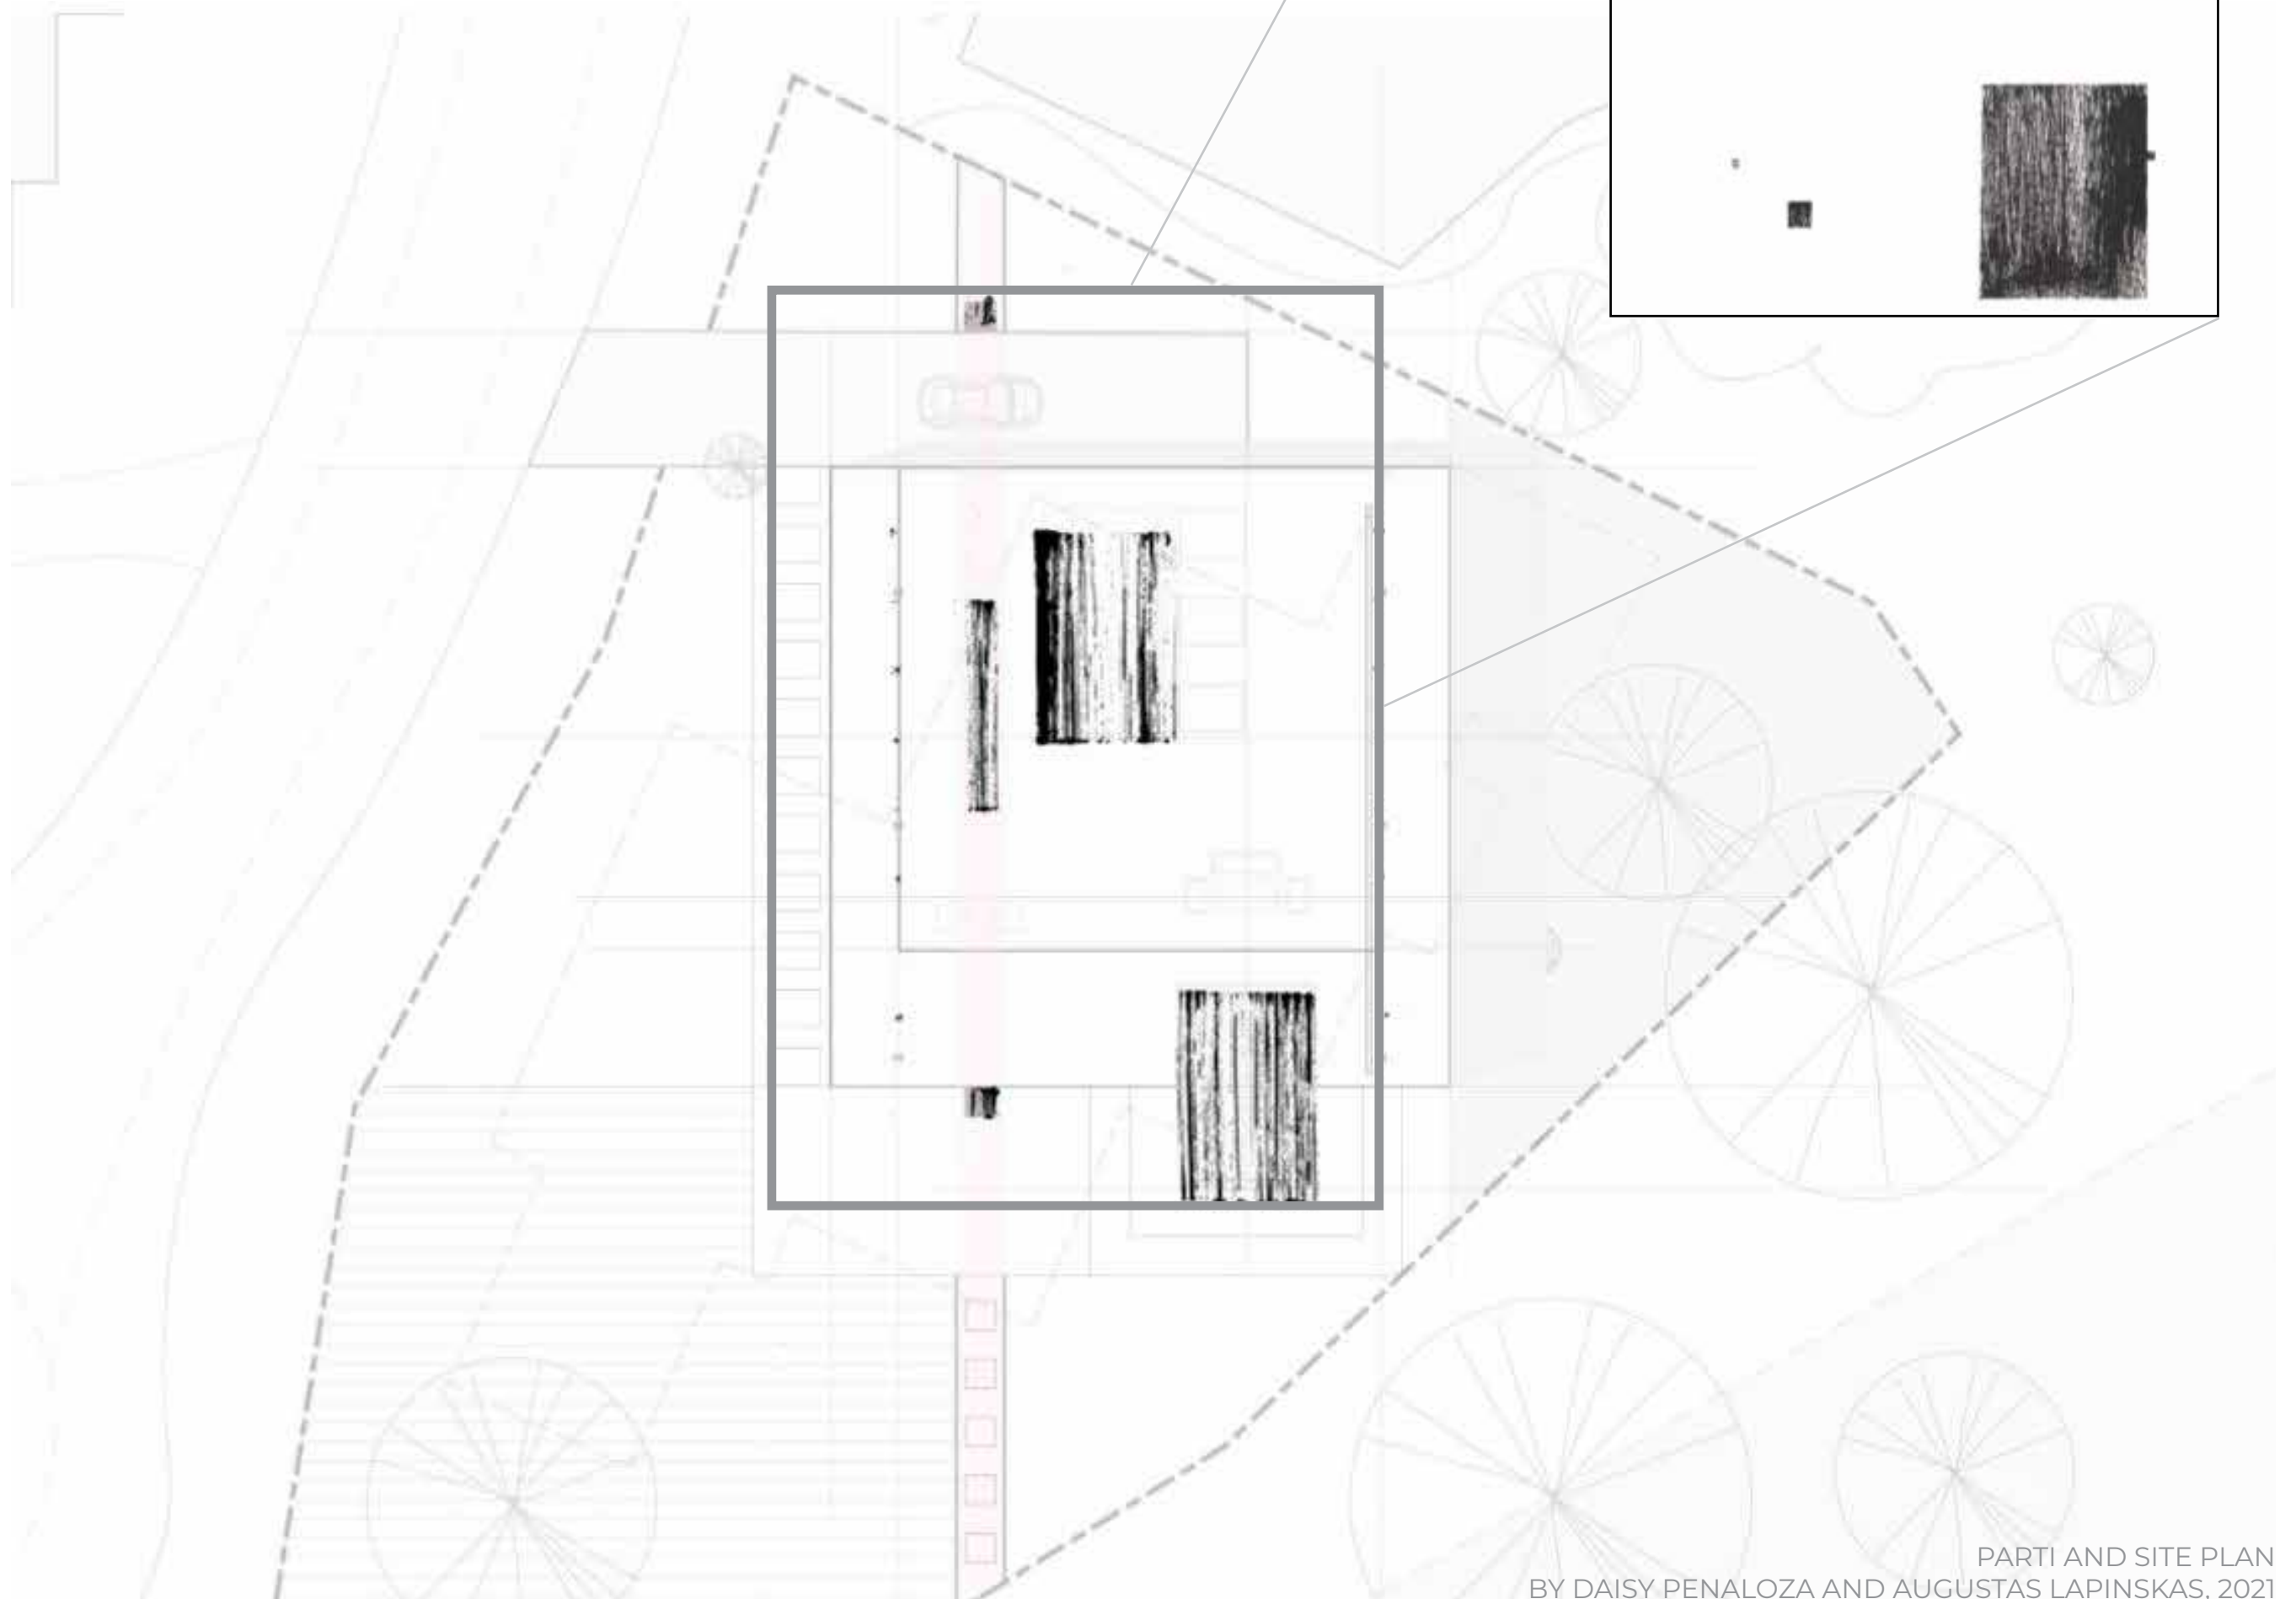 PARTI AND SITE PLAN
BY DAISY PENALOZA AND AUGUSTAS LAPINSKAS, 2021